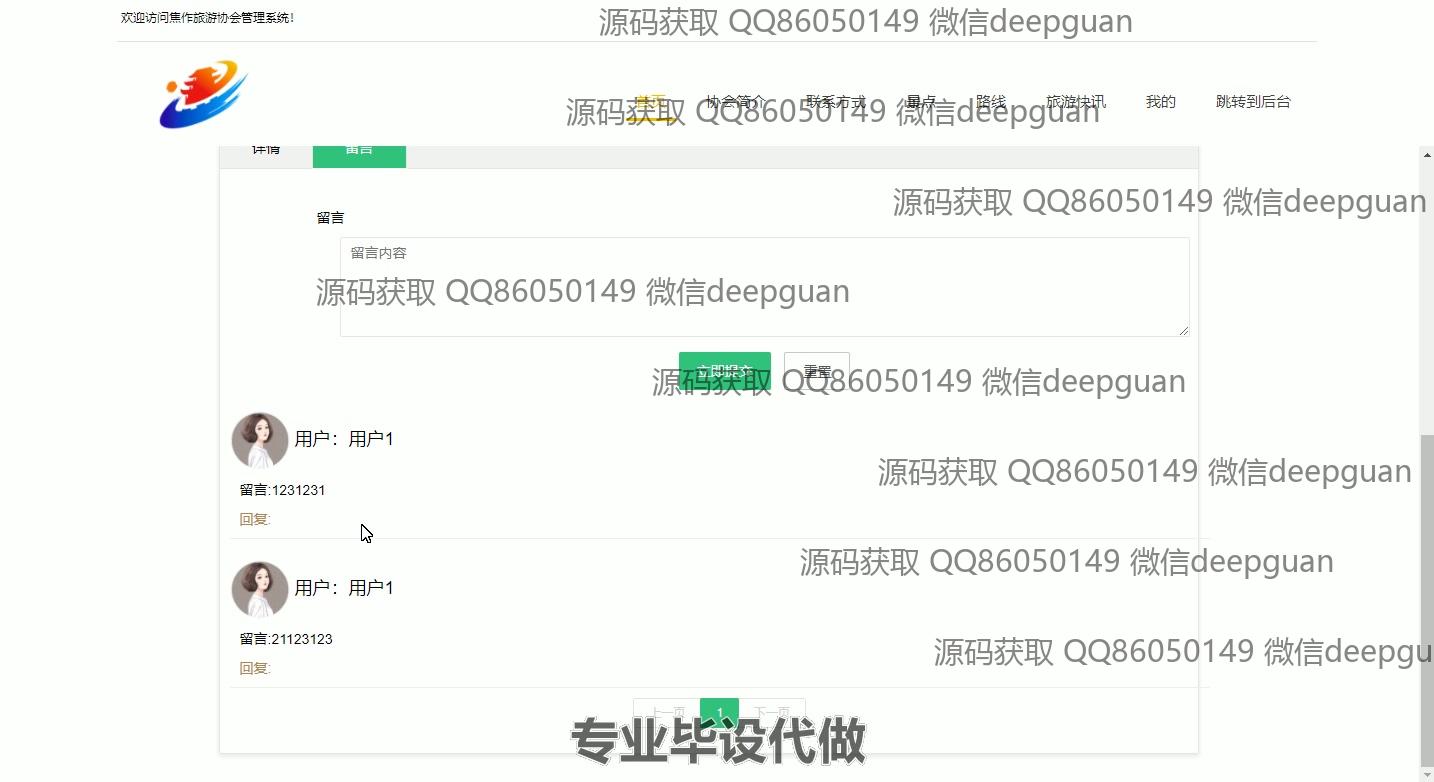 欢迎访问焦作旅游协会管理系统!
源码获取 QQ86050149 微信deepguan
首页 协会简介 联系方式 景点 路线 旅游快讯 我的 跳转到后台
源码获取 QQ86050149 微信deepguan
详情 留言
源码获取 QQ86050149 微信deepguan
留言
留言内容
源码获取 QQ86050149 微信deepguan
立即提交 重置
源码获取 QQ86050149 微信deepguan
用户：用户1
源码获取 QQ86050149 微信deepguan
留言:1231231
回复:
源码获取 QQ86050149 微信deepguan
用户：用户1
留言:21123123
源码获取 QQ86050149 微信deepgu
回复:
上一页 1 下一页
专业毕设代做